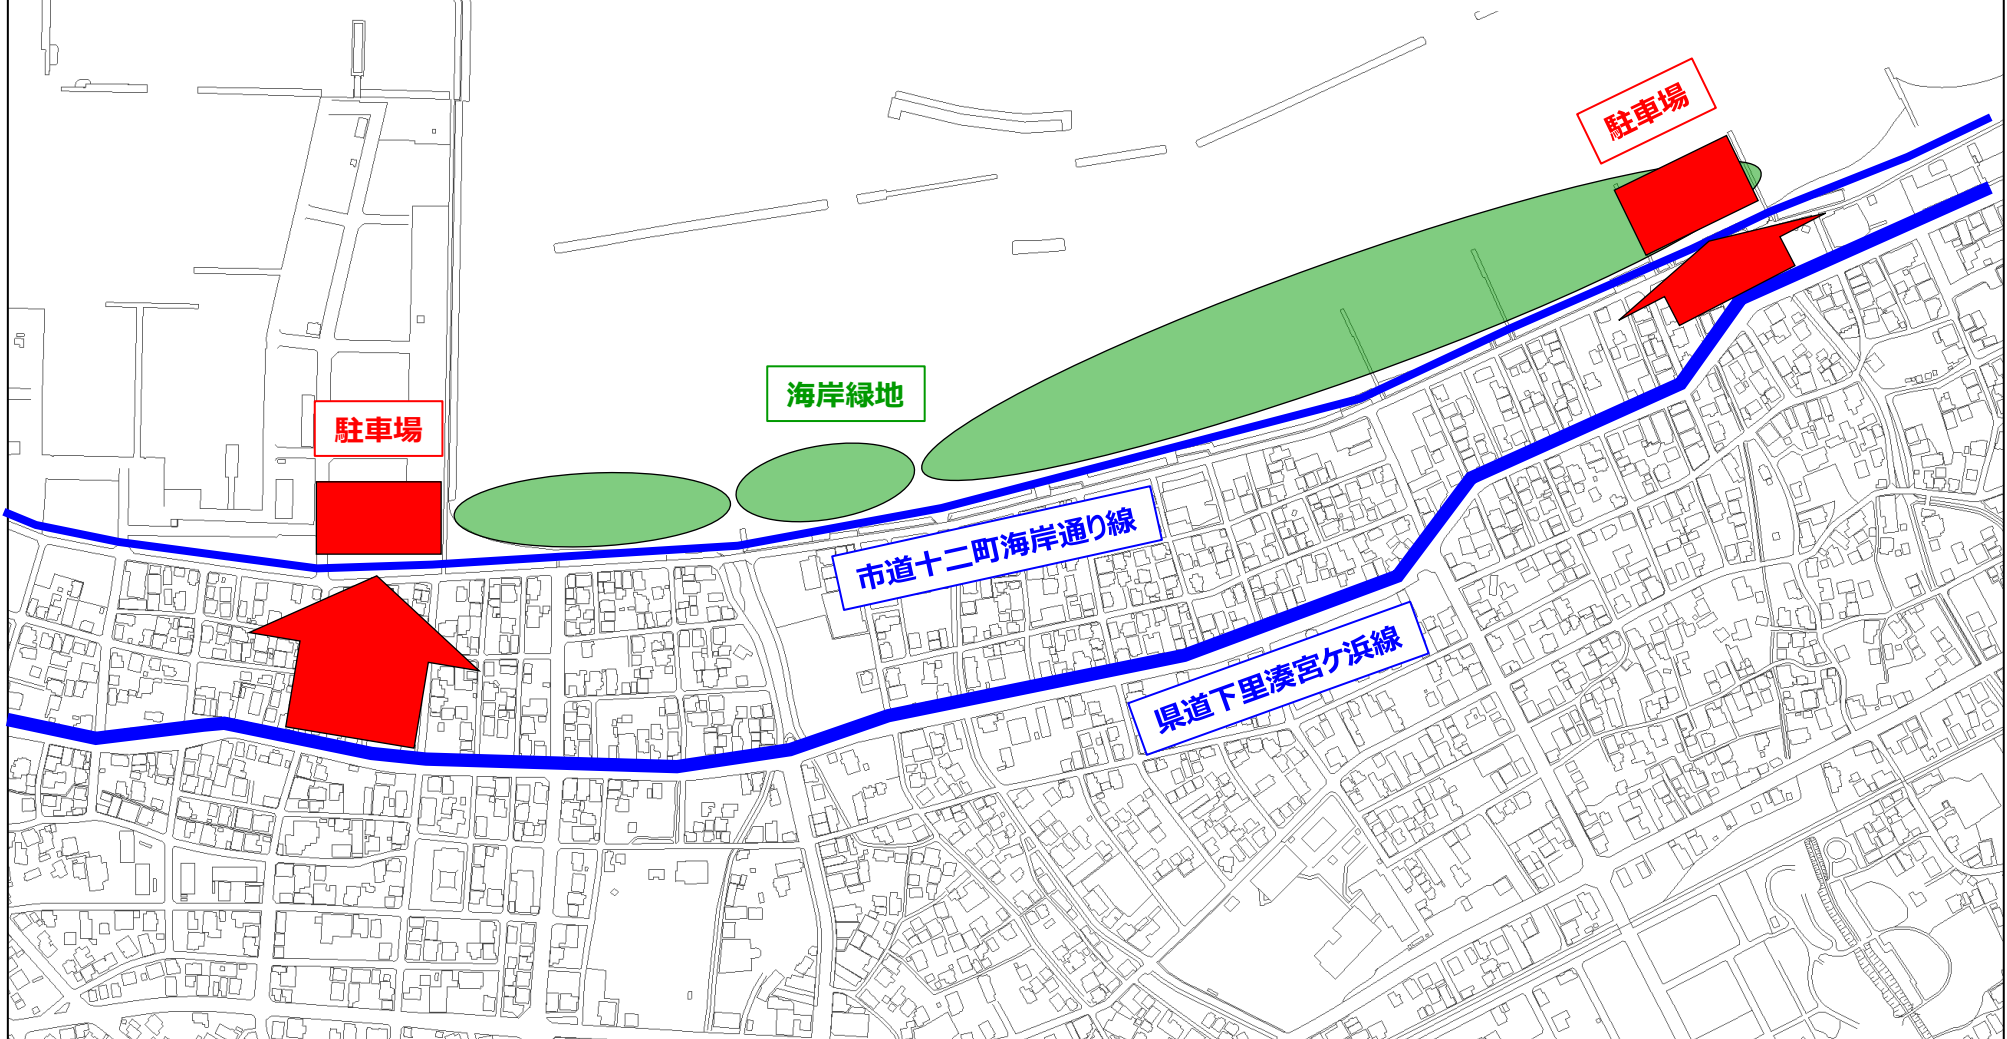 駐車場
海岸緑地
駐車場
市道十二町海岸通り線
県道下里湊宮ケ浜線